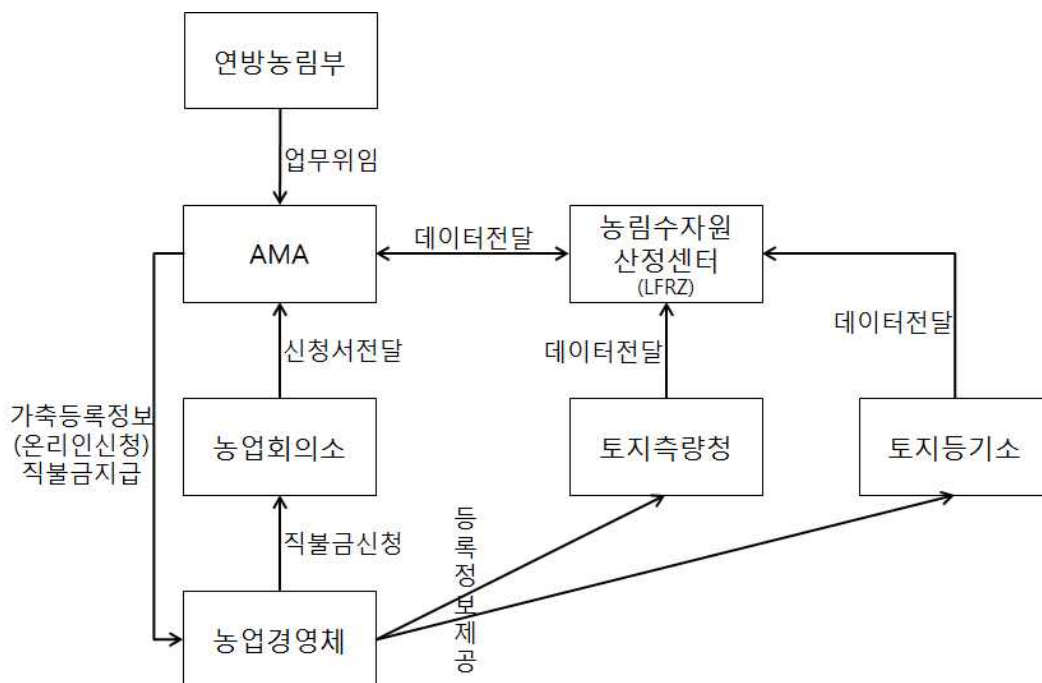 연방농림부
업무위임
AMA
데이터전달
농림수자원
산정센터
(LFRZ)
신청서전달
데이터전달
데이터전달
가축등록정보
(온리인신청)
직불금지급
농업회의소
토지측량청
토지등기소
직불금신청
등록정보제공
농업경영체